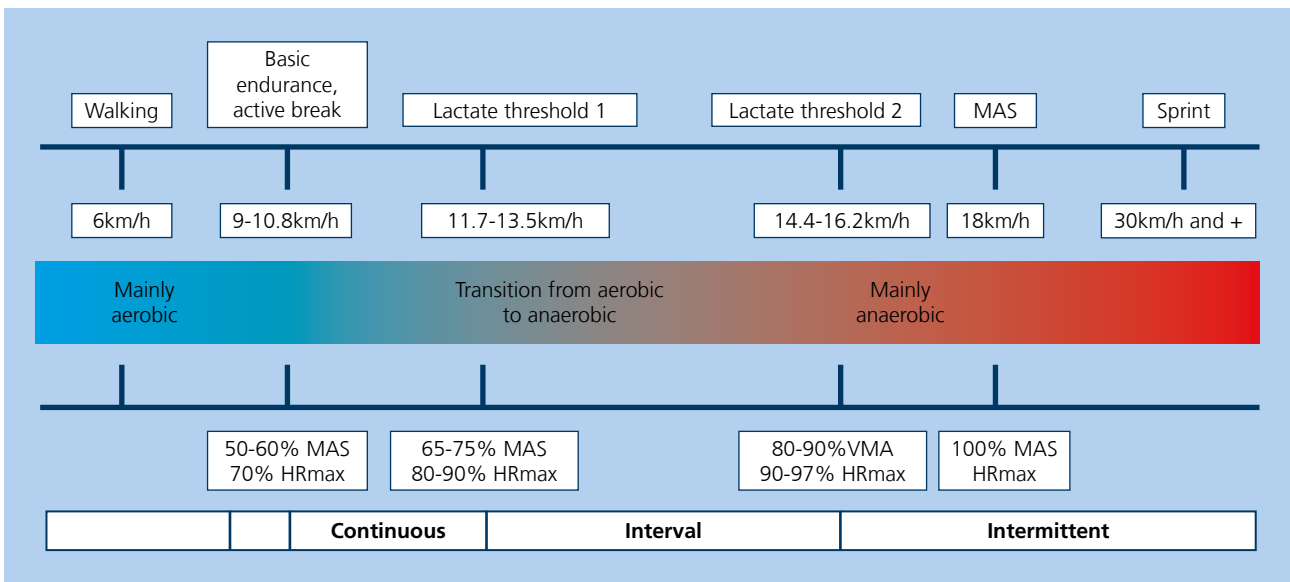 Walking
Basic
endurance,
active break
Lactate threshold 1
Lactate threshold 2
MAS
Sprint
6km/h
9-10.8km/h
11.7-13.5km/h
14.4-16.2km/h
18km/h
30km/h and +
Mainly
aerobic
Transition from aerobic
to anaerobic
Mainly
anaerobic
50-60% MAS
70% HRmax
65-75% MAS
80-90% HRmax
80-90%VMA
90-97% HRmax
100% MAS
HRmax
Continuous
Interval
Intermittent